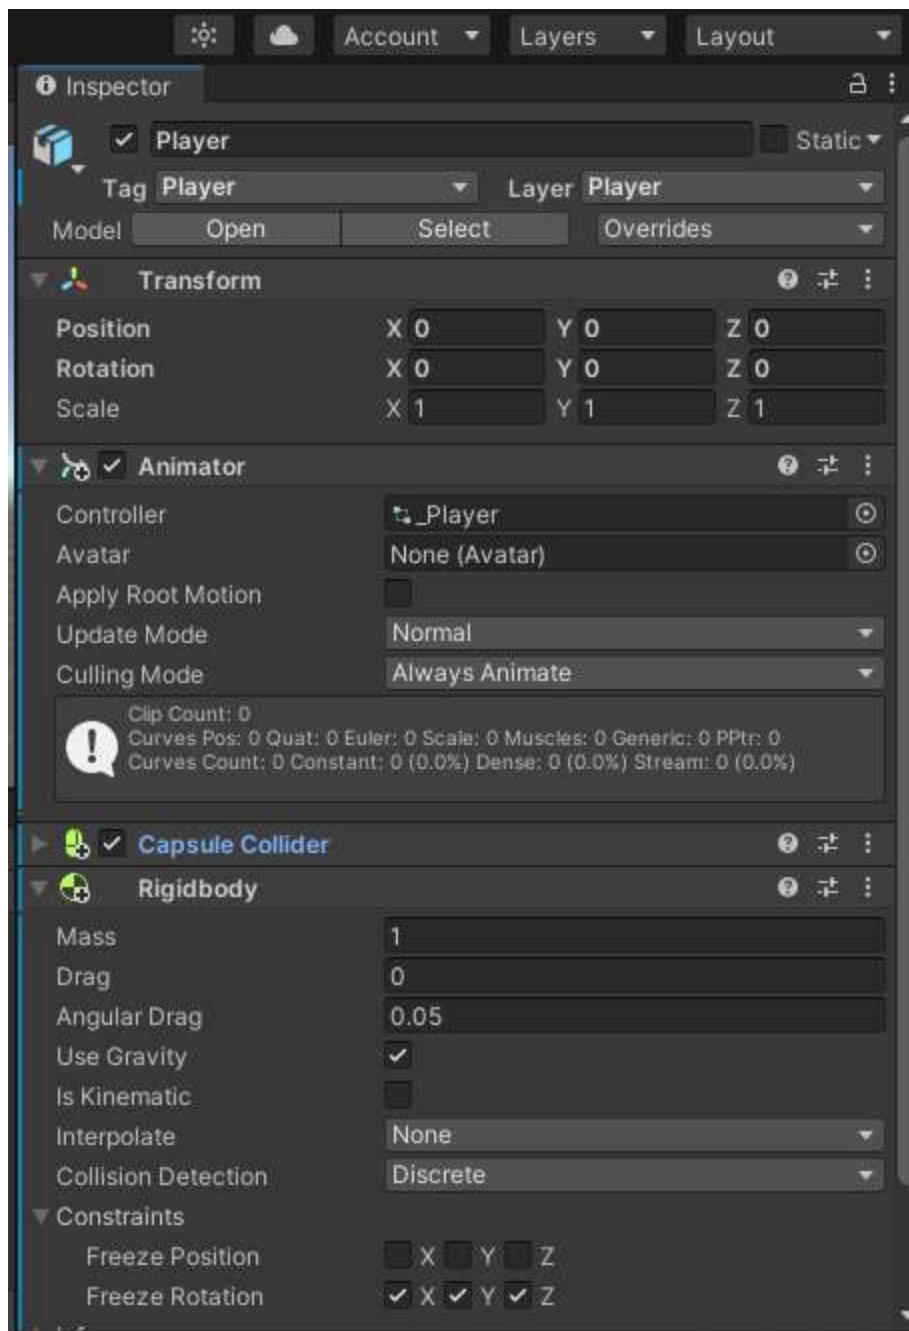 Account Layers Layout
Inspector
Player Static
Tag Player Layer Player
Model Open Select Overrides
Transform
Position X 0 Y 0 Z 0
Rotation X 0 Y 0 Z 0
Scale X 1 Y 1 Z 1
Animator
Controller _Player
Avatar None (Avatar)
Apply Root Motion
Update Mode Normal
Culling Mode Always Animate
Clip Count: 0
Curves Pos: 0 Quat: 0 Euler: 0 Scale: 0 Muscles: 0 Generic: 0 PPtr: 0
Curves Count: 0 Constant: 0 (0.0%) Dense: 0 (0.0%) Stream: 0 (0.0%)
Capsule Collider
Rigidbody
Mass 1
Drag 0
Angular Drag 0.05
Use Gravity
Is Kinematic
Interpolate None
Collision Detection Discrete
Constraints
Freeze Position X Y Z
Freeze Rotation X Y Z